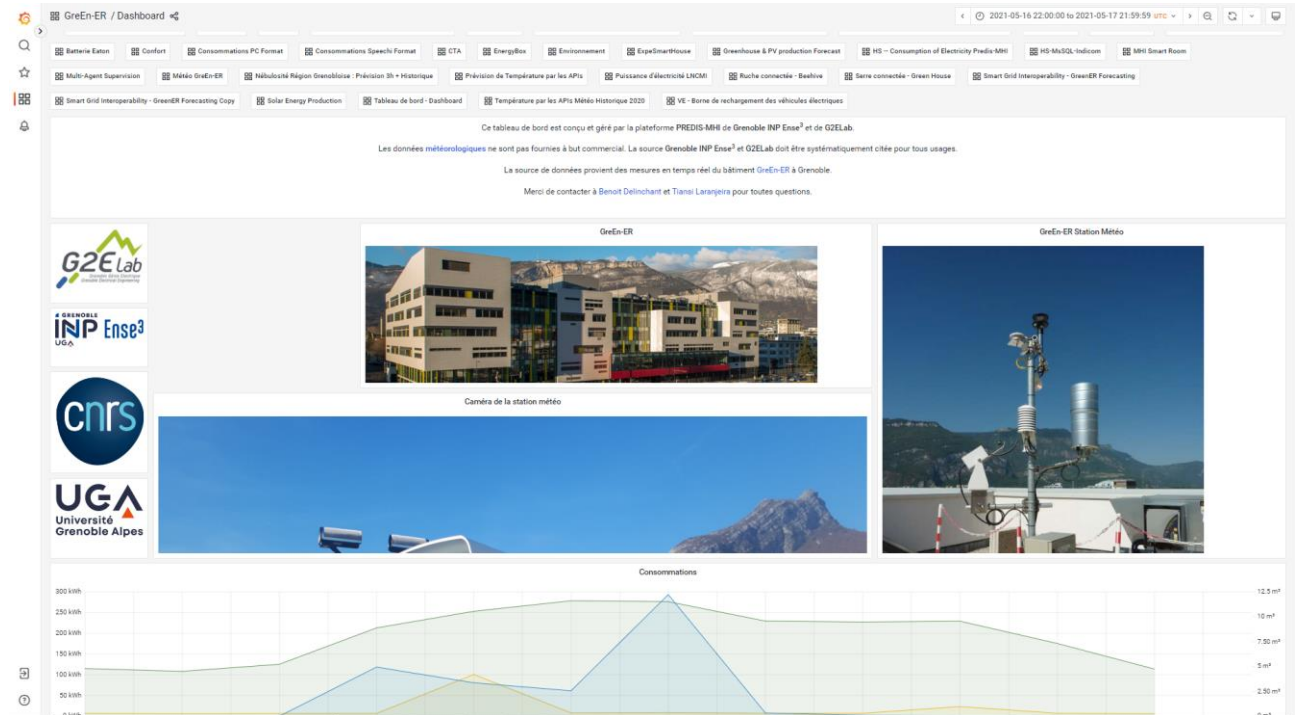 GreEn-ER / Dashboard
2021-05-16 22:00:00 to 2021-05-17 21:59:59 UTC
Batterie Eaton Confort Consommations PC Format Consommations Speechi Format CTA EnergyBox Environnement ExpeSmartHouse Greenhouse & PV production Forecast HS -- Consumption of Electricity Predis-MHI HS-MsSQL-Indicom MHI Smart Room
Multi-Agent Supervision Météo GreEn-ER Nébulosité Région Grenobloise : Prévision 3h + Historique Prévision de Température par les APIs Puissance d'électricité LNCMI Ruche connectée - Beehive Serre connectée - Green House Smart Grid Interoperability - GreenER Forecasting
Smart Grid Interoperability - GreenER Forecasting Copy Solar Energy Production Tableau de bord - Dashboard Température par les APIs Météo Historique 2020 VE - Borne de rechargement des véhicules électriques
Ce tableau de bord est conçu et géré par la plateforme PREDIS-MHI de Grenoble INP Ense³ et de G2ELab.
Les données météorologiques ne sont pas fournies à but commercial. La source Grenoble INP Ense³ et G2ELab doit être systématiquement citée pour tous usages.
La source de données provient des mesures en temps réel du bâtiment GreEn-ER à Grenoble.
Merci de contacter à Benoit Delinchant et Tiansi Laranjeira pour toutes questions.
G2ELab
Grenoble Génie Electrique
Grenoble Electrical Engineering
GRENOBLE
INP Ense³
UGA
cnrs
UGA
Université
Grenoble Alpes
GreEn-ER
GreEn-ER Station Météo
Caméra de la station météo
Consommations
300 kWh 12.5 m³
250 kWh 10 m³
200 kWh 7.50 m³
150 kWh 5 m³
100 kWh 2.50 m³
50 kWh